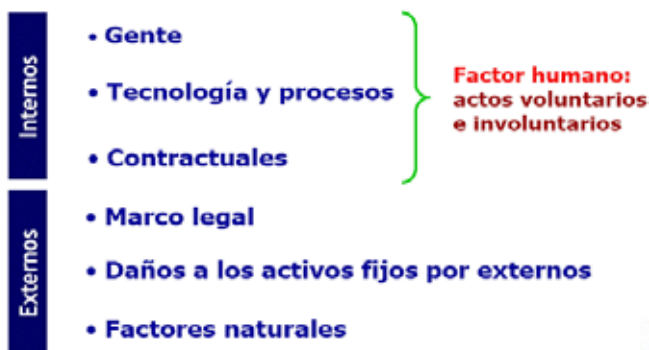 Internos
• Gente
• Tecnología y procesos
• Contractuales
Factor humano:
actos voluntarios
e involuntarios
Externos
• Marco legal
• Daños a los activos fijos por externos
• Factores naturales